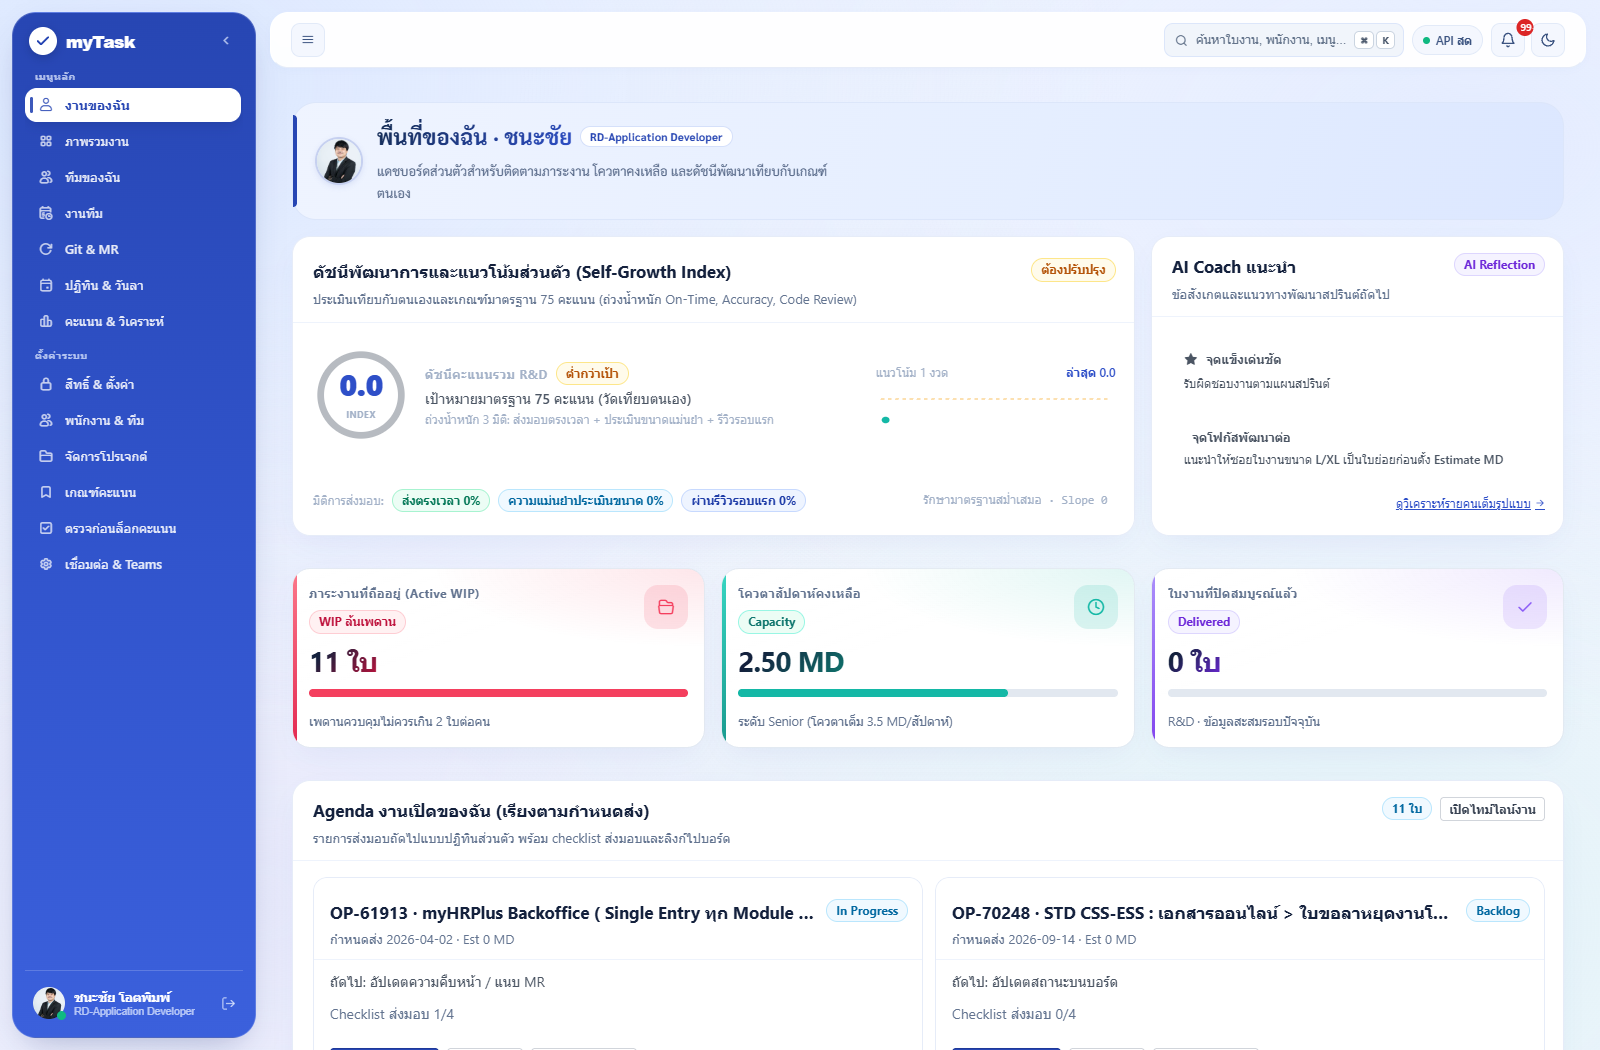 myTask
เมนูหลัก
งานของฉัน
ภาพรวมงาน
ทีมของฉัน
งานทีม
Git & MR
ปฏิทิน & วันลา
คะแนน & วิเคราะห์
ตั้งค่าระบบ
สิทธิ์ & ตั้งค่า
พนักงาน & ทีม
จัดการโปรเจกต์
เกณฑ์คะแนน
ตรวจก่อนล็อกคะแนน
เชื่อมต่อ & Teams
ชนะชัย โอดพิมพ์
RD-Application Developer
ค้นหาใบงาน, พนักงาน, เมนู... ⌘ K
API สด
99
พื้นที่ของฉัน · ชนะชัย RD-Application Developer
แดชบอร์ดส่วนตัวสำหรับติดตามภาระงาน โควตาคงเหลือ และดัชนีพัฒนาเทียบกับเกณฑ์
ตนเอง
ดัชนีพัฒนาการและแนวโน้มส่วนตัว (Self-Growth Index)
ต้องปรับปรุง
ประเมินเทียบกับตนเองและเกณฑ์มาตรฐาน 75 คะแนน (ถ่วงน้ำหนัก On-Time, Accuracy, Code Review)
0.0
INDEX
ดัชนีคะแนนรวม R&D ต่ำกว่าเป้า
เป้าหมายมาตรฐาน 75 คะแนน (วัดเทียบตนเอง)
ถ่วงน้ำหนัก 3 มิติ: ส่งมอบตรงเวลา + ประเมินขนาดแม่นยำ + รีวิวรอบแรก
แนวโน้ม 1 งวด ล่าสุด 0.0
มิติการส่งมอบ: ส่งตรงเวลา 0% ความแม่นยำประเมินขนาด 0% ผ่านรีวิวรอบแรก 0%
รักษามาตรฐานสม่ำเสมอ · Slope 0
AI Coach แนะนำ
AI Reflection
ข้อสังเกตและแนวทางพัฒนาสปรินต์ถัดไป
★ จุดแข็งเด่นชัด
รับผิดชอบงานตามแผนสปรินต์
จุดโฟกัสพัฒนาต่อ
แนะนำให้ซอยใบงานขนาด L/XL เป็นใบย่อยก่อนตั้ง Estimate MD
ดูวิเคราะห์รายคนเต็มรูปแบบ →
ภาระงานที่ถืออยู่ (Active WIP)
WIP ล้นเพดาน
11 ใบ
เพดานควบคุมไม่ควรเกิน 2 ใบต่อคน
โควตาสัปดาห์คงเหลือ
Capacity
2.50 MD
ระดับ Senior (โควตาเต็ม 3.5 MD/สัปดาห์)
ใบงานที่ปิดสมบูรณ์แล้ว
Delivered
0 ใบ
R&D · ข้อมูลสะสมรอบปัจจุบัน
Agenda งานเปิดของฉัน (เรียงตามกำหนดส่ง)
11 ใบ เปิดไทม์ไลน์งาน
รายการส่งมอบถัดไปแบบปฏิทินส่วนตัว พร้อม checklist ส่งมอบและลิงก์ไปบอร์ด
OP-61913 · myHRPlus Backoffice ( Single Entry ทุก Module ... In Progress
กำหนดส่ง 2026-04-02 · Est 0 MD
ถัดไป: อัปเดตความคืบหน้า / แนบ MR
Checklist ส่งมอบ 1/4
OP-70248 · STD CSS-ESS : เอกสารออนไลน์ > ใบขอลาหยุดงานโ... Backlog
กำหนดส่ง 2026-09-14 · Est 0 MD
ถัดไป: อัปเดตสถานะบนบอร์ด
Checklist ส่งมอบ 0/4